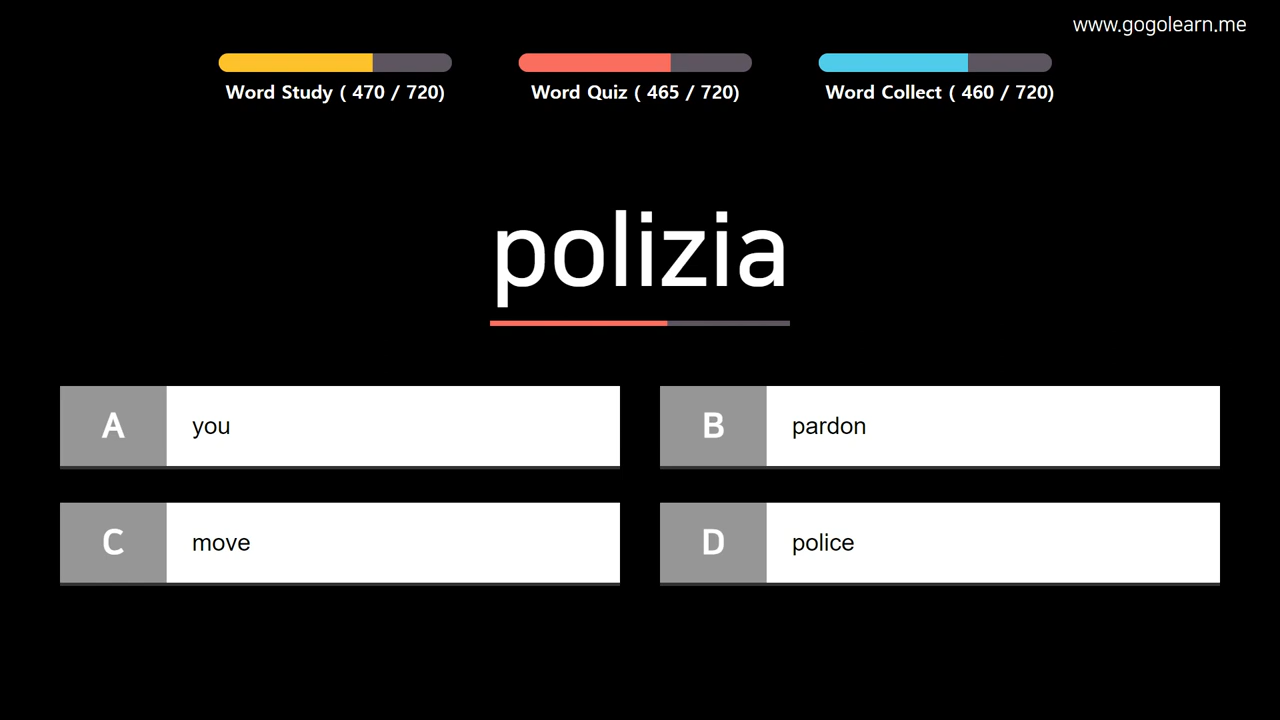 www.gogolearn.me
Word Study ( 470 / 720)
Word Quiz ( 465 / 720)
Word Collect ( 460 / 720)
polizia
A you
B pardon
C move
D police